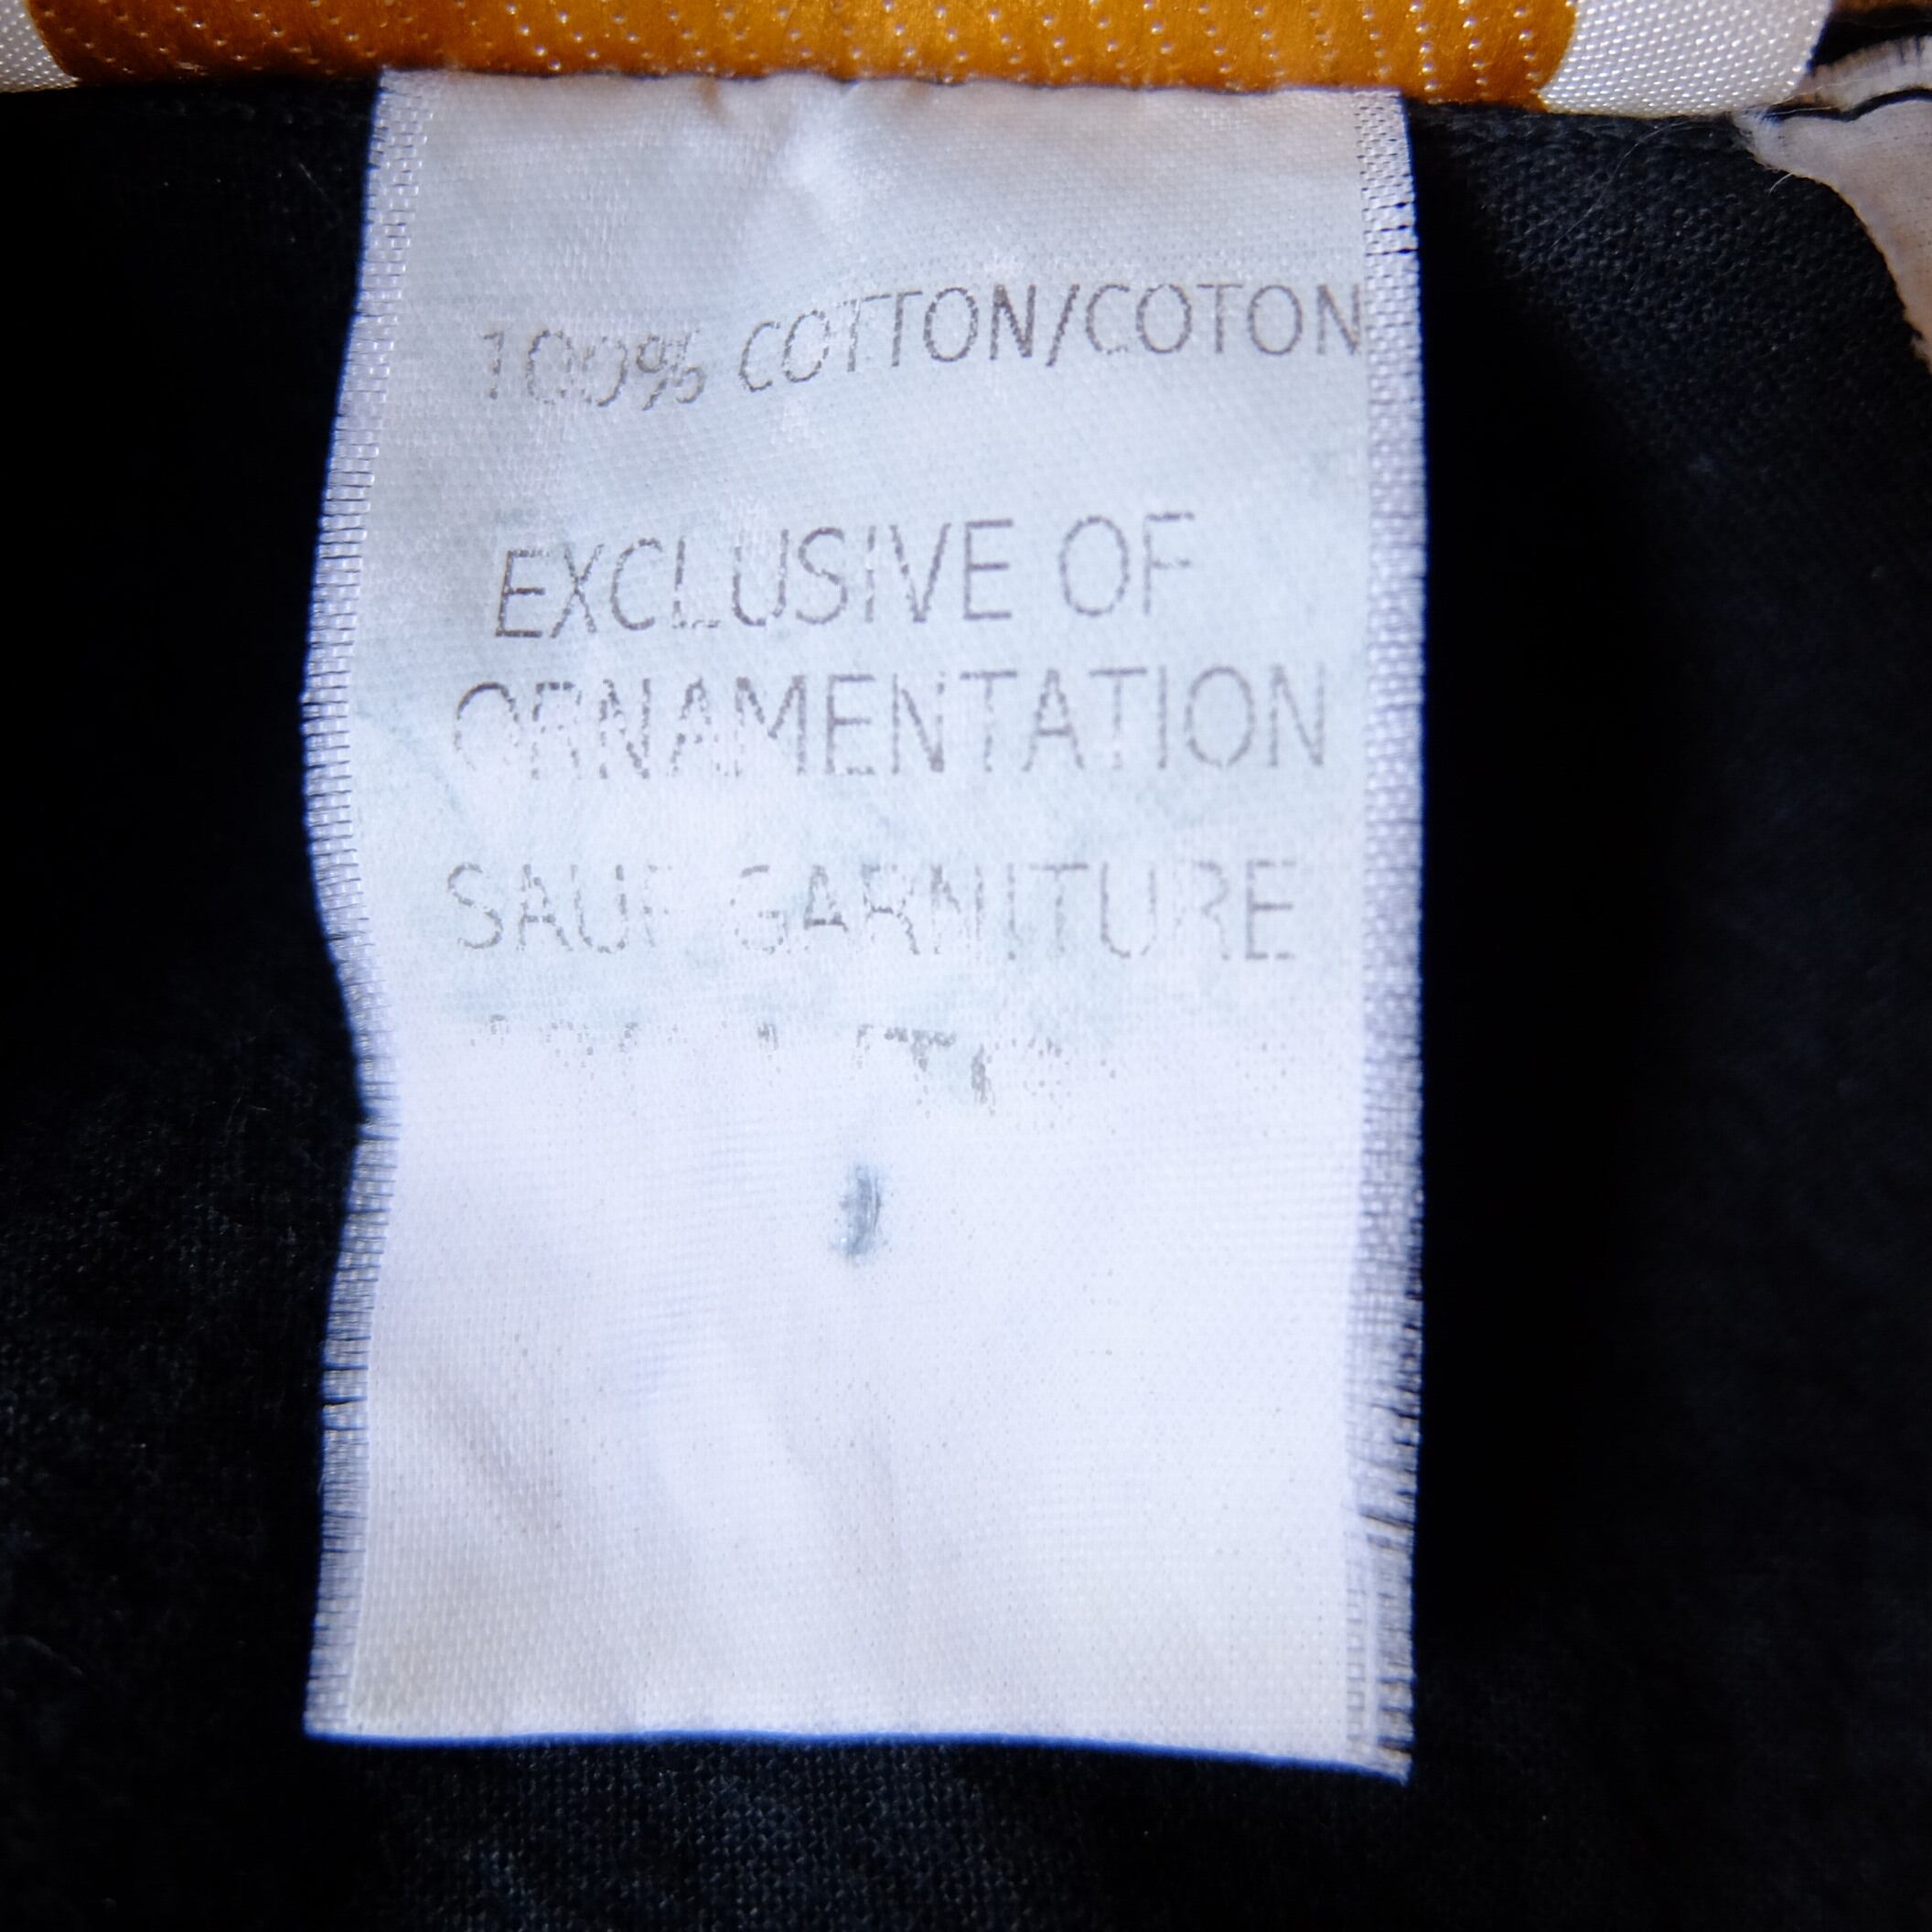 100% COTTON/COTON
EXCLUSIVE OF
ORNAMENTATION
SAUF GARNITURE